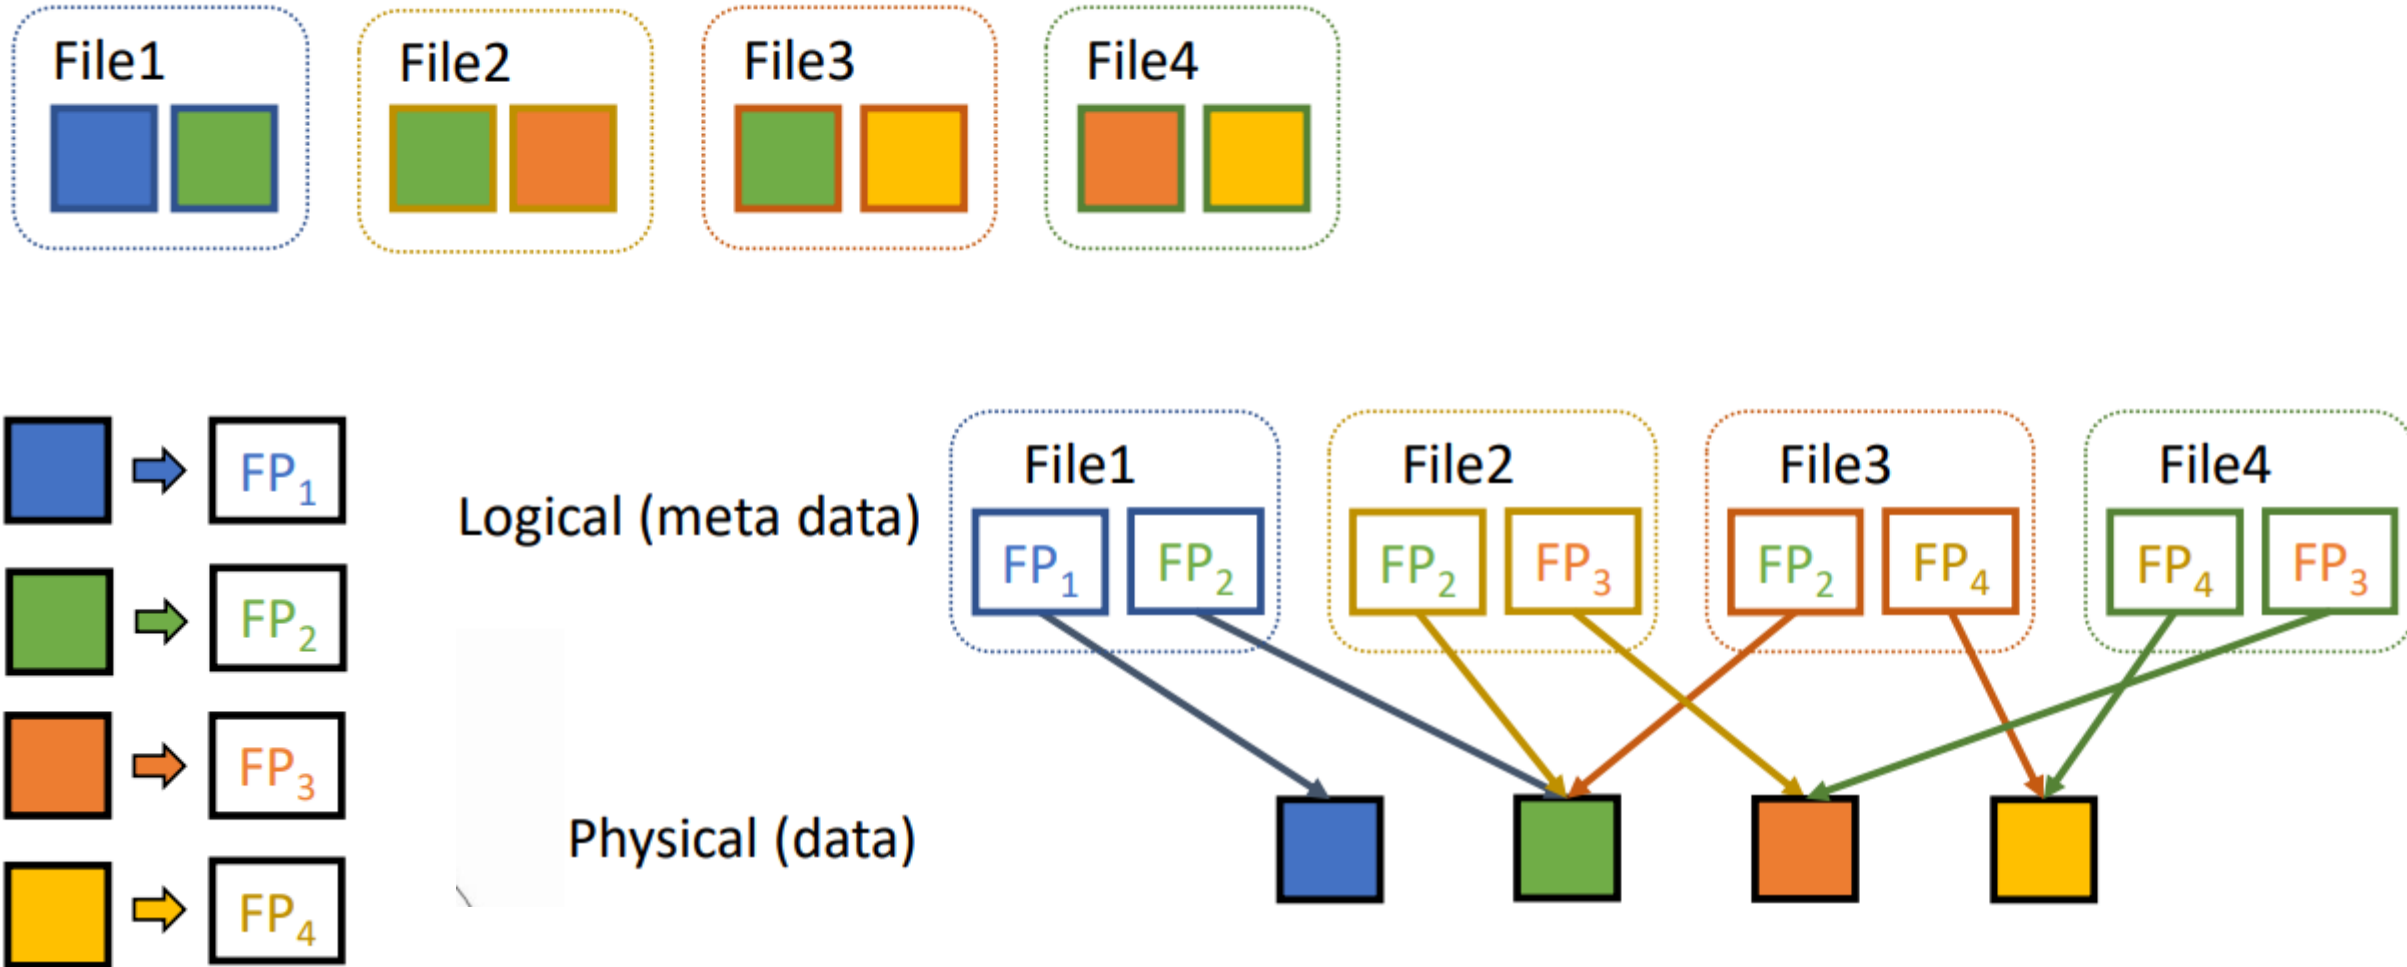 File1
File2
File3
File4
FP1
FP2
FP3
FP4
Logical (meta data)
File1
FP1 FP2
File2
FP2 FP3
File3
FP2 FP4
File4
FP4 FP3
Physical (data)